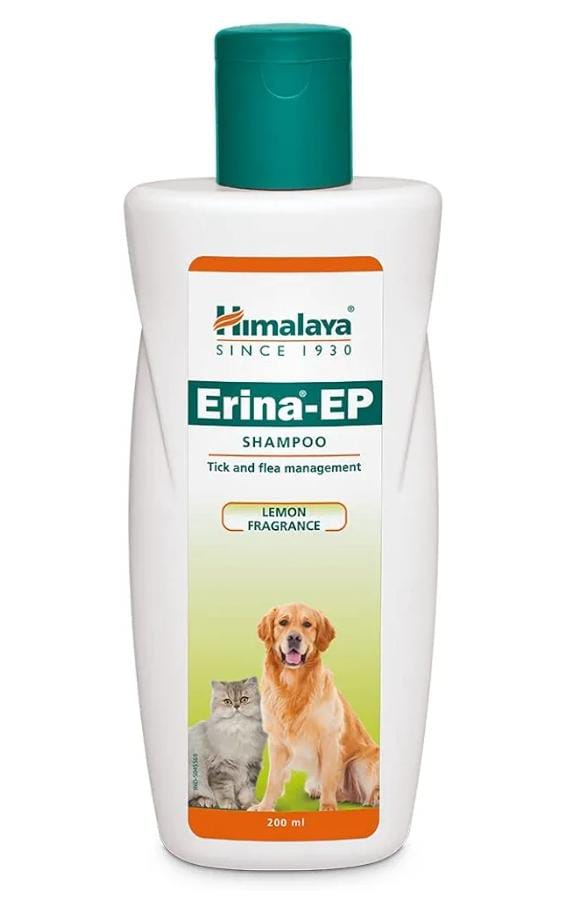 Himalaya®
SINCE 1930
Erina®-EP
SHAMPOO
Tick and flea management
LEMON
FRAGRANCE
200 ml